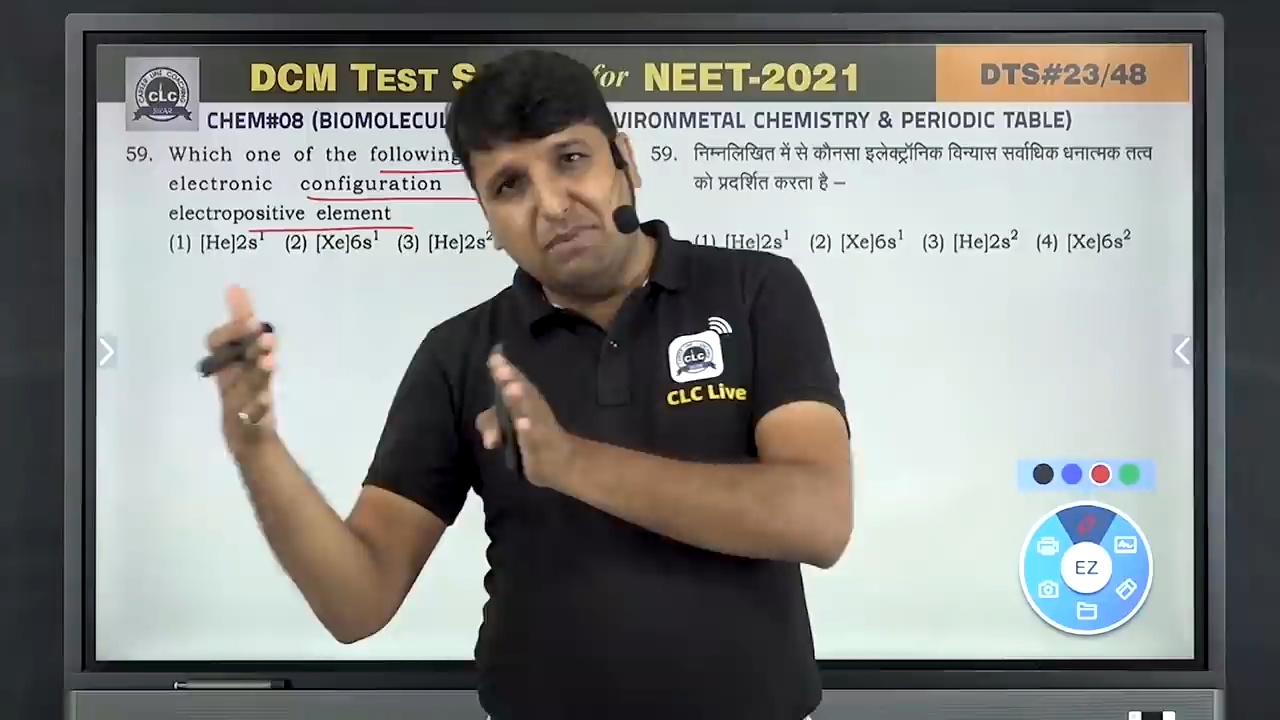 DCM TEST S for NEET-2021
DTS#23/48
CLC
CHEM#08 (BIOMOLECUL VIRONMETAL CHEMISTRY & PERIODIC TABLE)
59. Which one of the following
electronic configuration
electropositive element
(1) [He]2s¹ (2) [Xe]6s¹ (3) [He]2s²
59. निम्नलिखित में से कौनसा इलेक्ट्रॉनिक विन्यास सर्वाधिक धनात्मक तत्व
को प्रदर्शित करता है –
(1) [He]2s¹ (2) [Xe]6s¹ (3) [He]2s² (4) [Xe]6s²
CLC
CLC Live
EZ